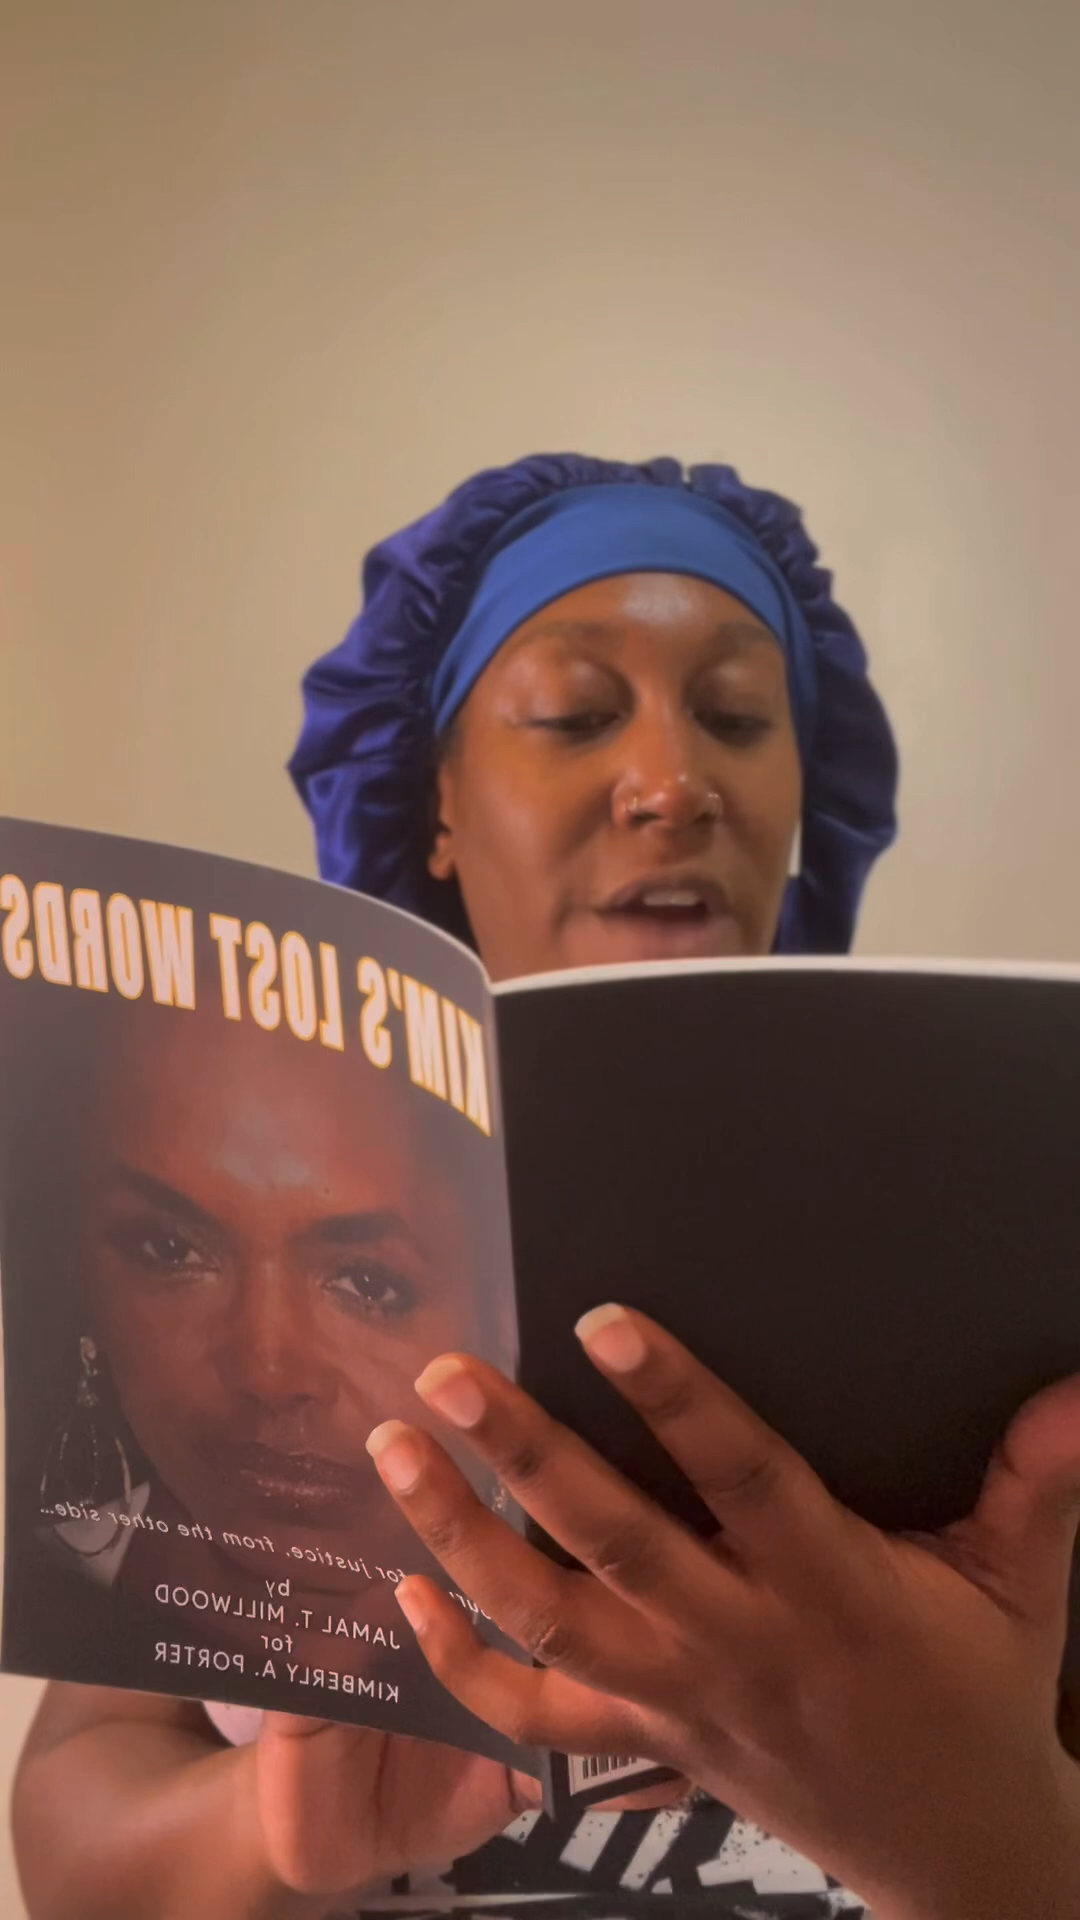 KIM'S LOST WORDS
for justice, from the other side...
by
JAMAL T. MILLWOOD
for
KIMBERLY A. PORTER